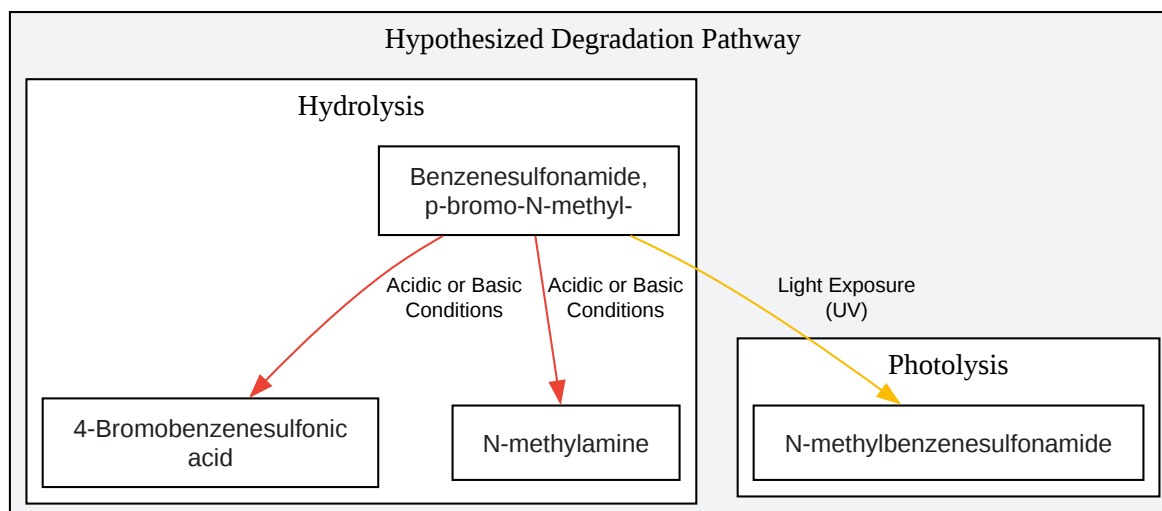 Hypothesized Degradation Pathway
Hydrolysis
Benzenesulfonamide,
p-bromo-N-methyl-
Acidic or Basic
Conditions
Acidic or Basic
Conditions
Light Exposure
(UV)
Photolysis
4-Bromobenzenesulfonic
acid
N-methylamine
N-methylbenzenesulfonamide